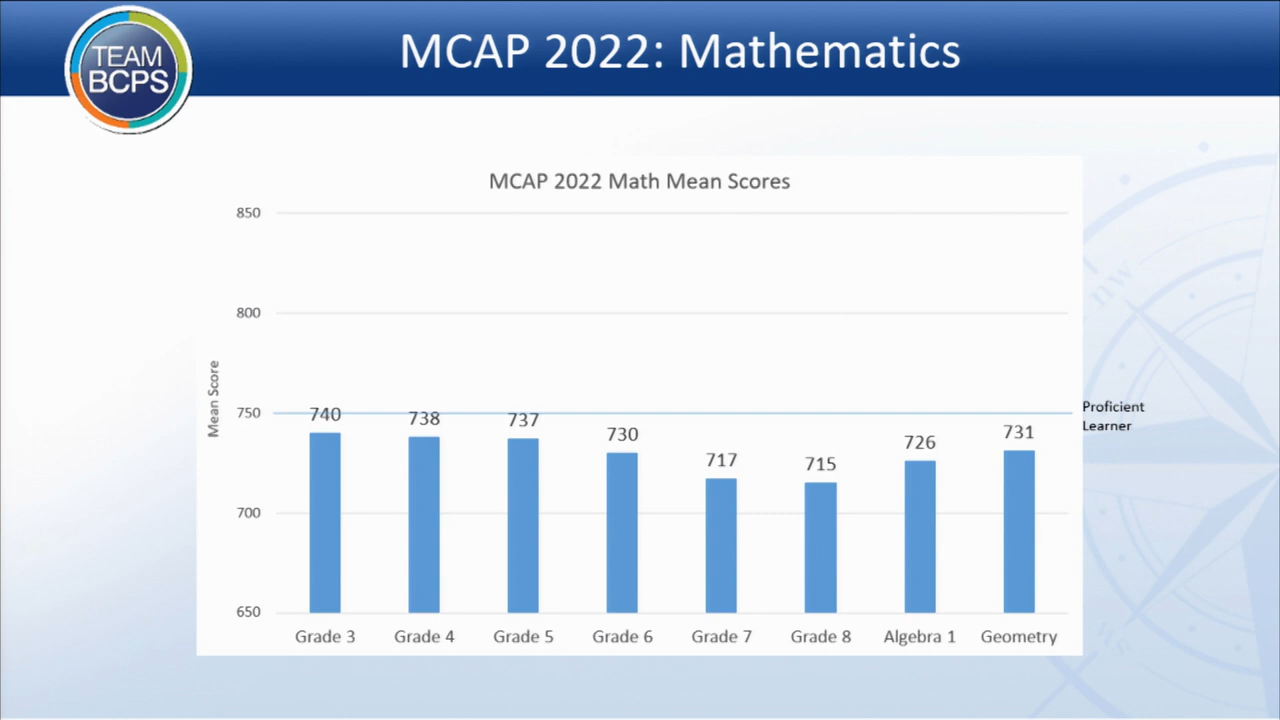 TEAM
BCPS
MCAP 2022: Mathematics
MCAP 2022 Math Mean Scores
850
800
750
700
650
Mean Score
740
738
737
730
717
715
726
731
Proficient
Learner
Grade 3
Grade 4
Grade 5
Grade 6
Grade 7
Grade 8
Algebra 1
Geometry
NW
SW